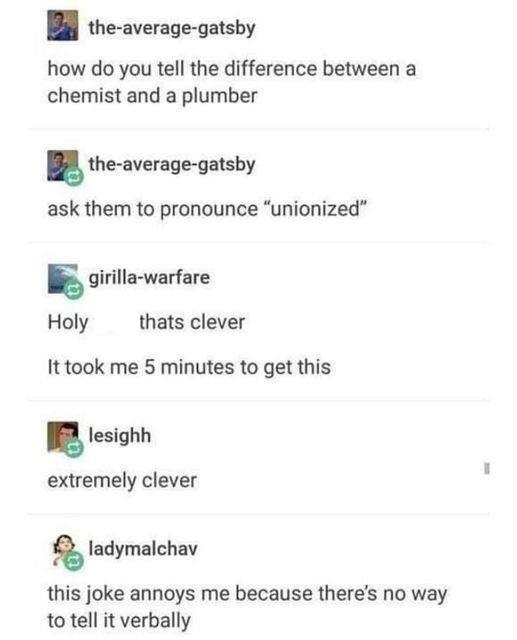 the-average-gatsby
how do you tell the difference between a
chemist and a plumber
the-average-gatsby
ask them to pronounce “unionized”
girilla-warfare
Holy thats clever
It took me 5 minutes to get this
lesighh
extremely clever
ladymalchav
this joke annoys me because there's no way
to tell it verbally